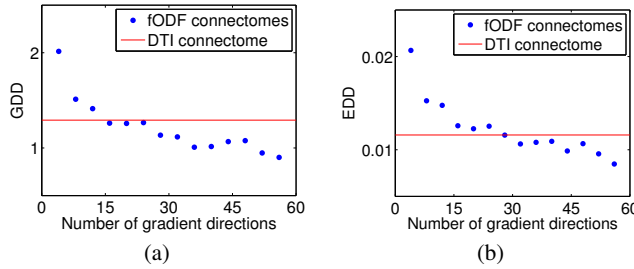 fODF connectomes
DTI connectome
GDD
2
1
0 15 30 45 60
Number of gradient directions
(a)
fODF connectomes
DTI connectome
EDD
0.02
0.01
0 15 30 45 60
Number of gradient directions
(b)